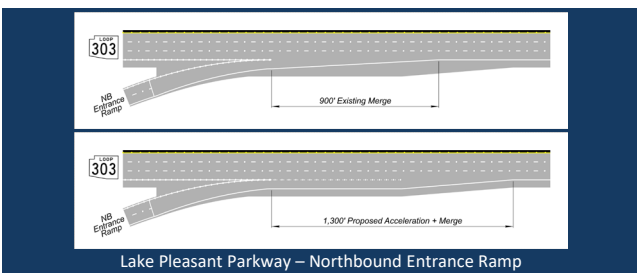 LOOP
303
NB
Entrance
Ramp
900' Existing Merge
LOOP
303
NB
Entrance
Ramp
1,300' Proposed Acceleration + Merge
Lake Pleasant Parkway – Northbound Entrance Ramp